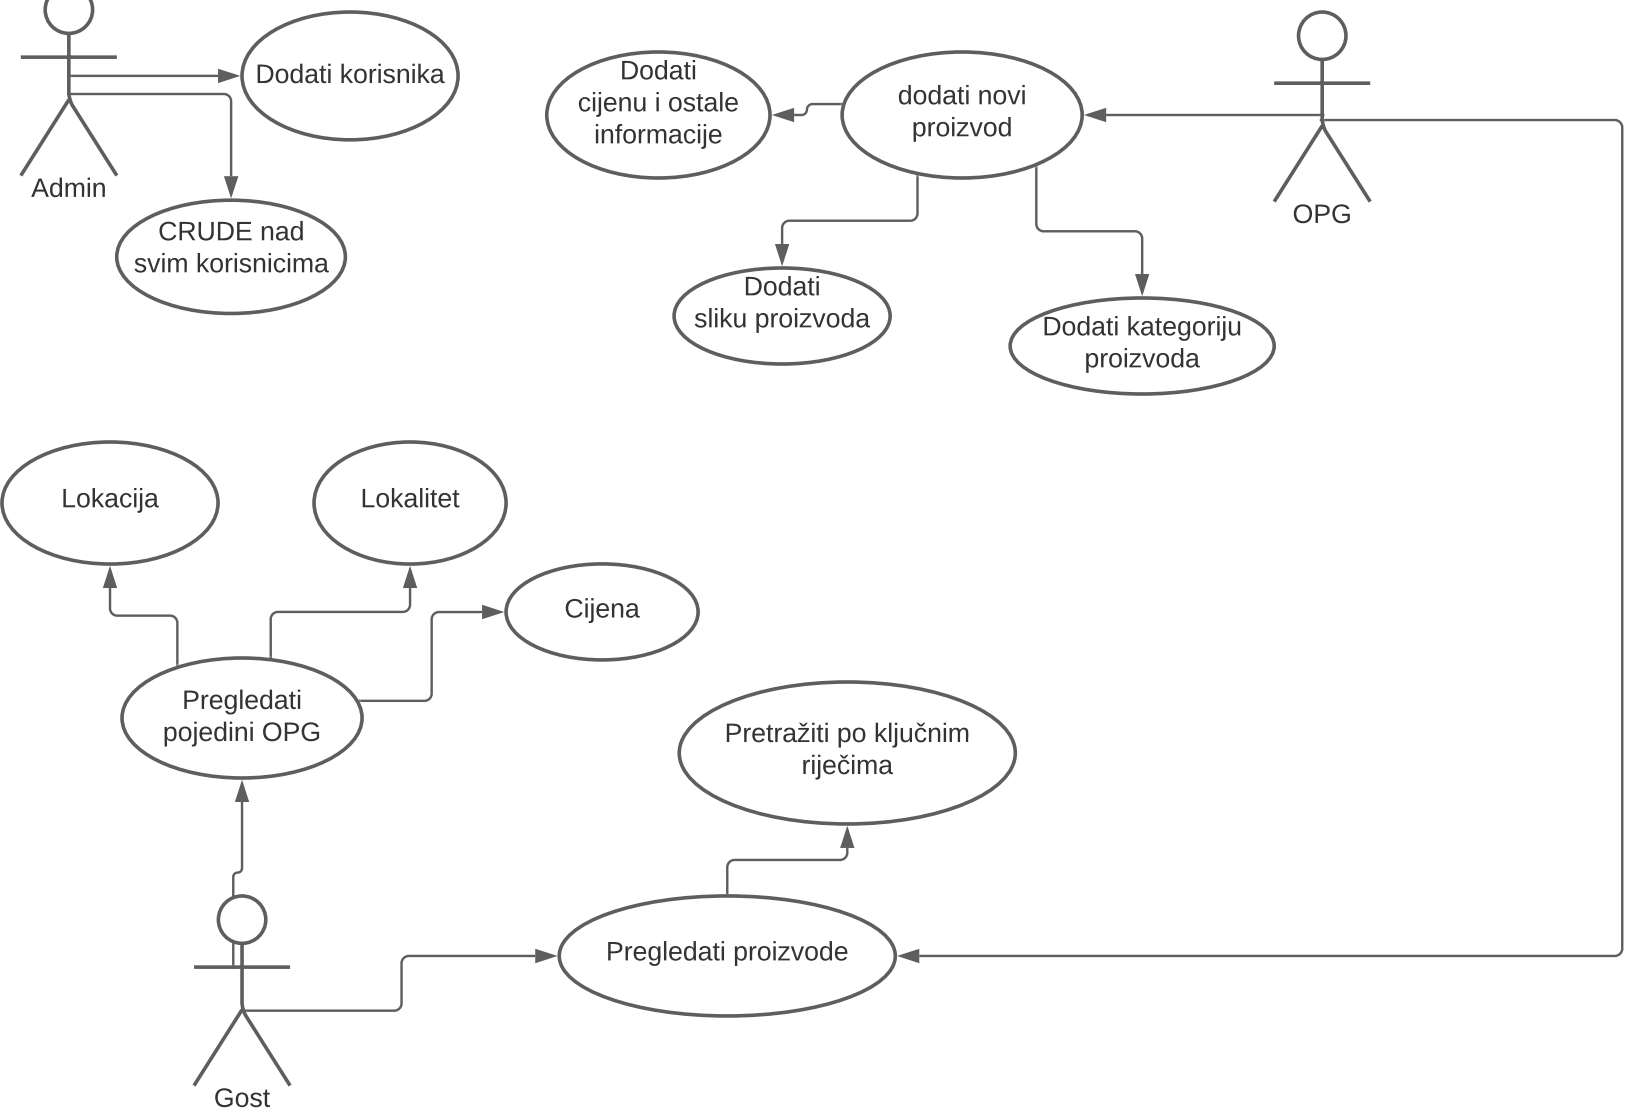 Dodati korisnika
Admin
CRUDE nad
svim korisnicima
Dodati
cijenu i ostale
informacije
dodati novi
proizvod
OPG
Dodati
sliku proizvoda
Dodati kategoriju
proizvoda
Lokacija
Lokalitet
Cijena
Pregledati
pojedini OPG
Pretražiti po ključnim
riječima
Pregledati proizvode
Gost